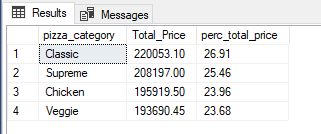 Results Messages
pizza_category Total_Price perc_total_price
1 Classic 220053.10 26.91
2 Supreme 208197.00 25.46
3 Chicken 195919.50 23.96
4 Veggie 193690.45 23.68